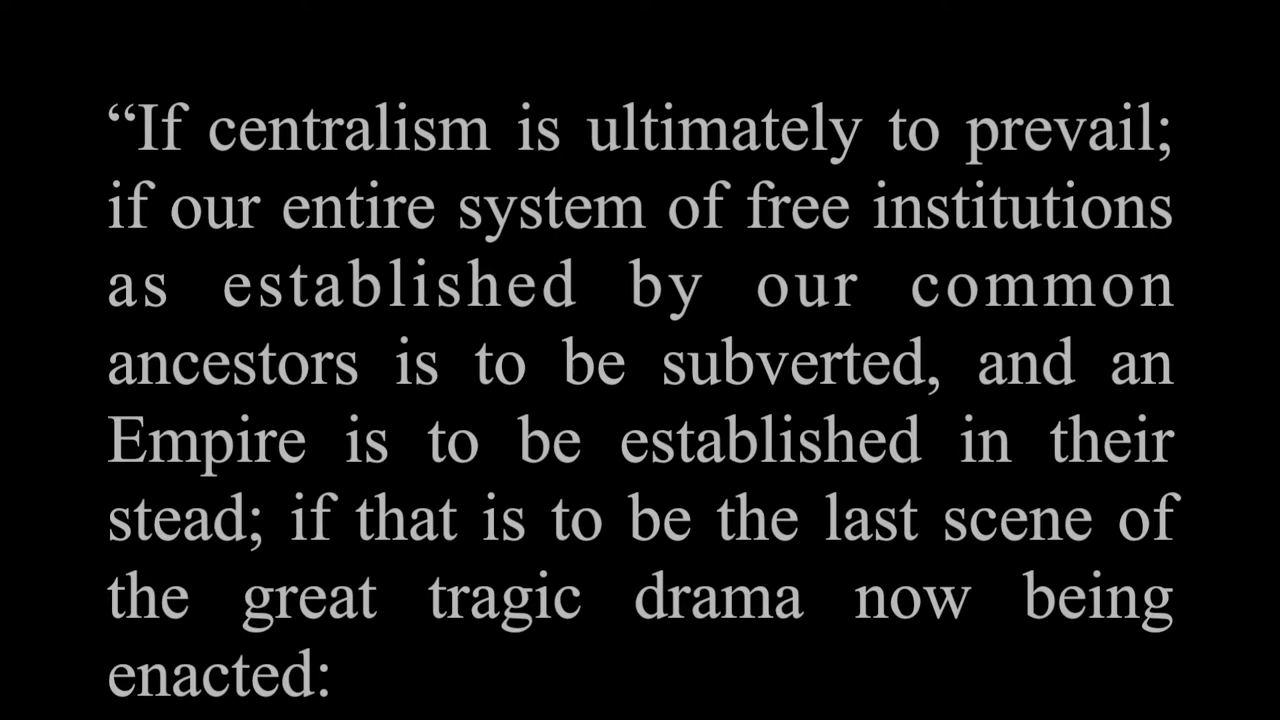 “If centralism is ultimately to prevail;
if our entire system of free institutions
as established by our common
ancestors is to be subverted, and an
Empire is to be established in their
stead; if that is to be the last scene of
the great tragic drama now being
enacted: